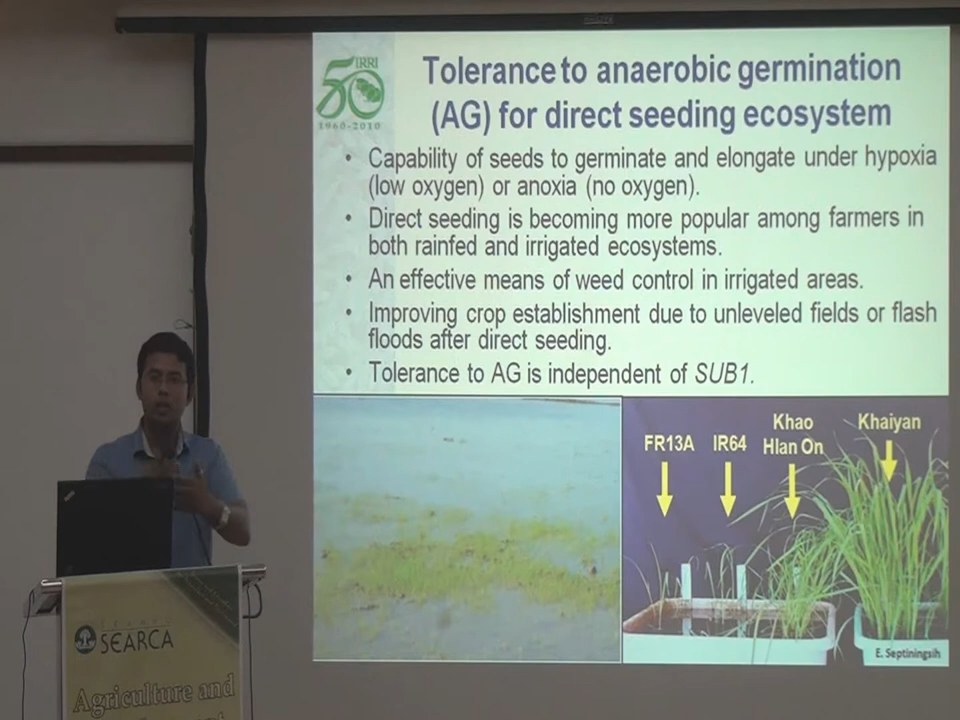 IRRI
50
1960-2010
Tolerance to anaerobic germination
(AG) for direct seeding ecosystem
• Capability of seeds to germinate and elongate under hypoxia
(low oxygen) or anoxia (no oxygen).
• Direct seeding is becoming more popular among farmers in
both rainfed and irrigated ecosystems.
• An effective means of weed control in irrigated areas.
• Improving crop establishment due to unleveled fields or flash
floods after direct seeding.
• Tolerance to AG is independent of SUB1.
FR13A
IR64
Khao
Hlan On
Khaiyan
E. Septiningsih
SEARCA
Agriculture and